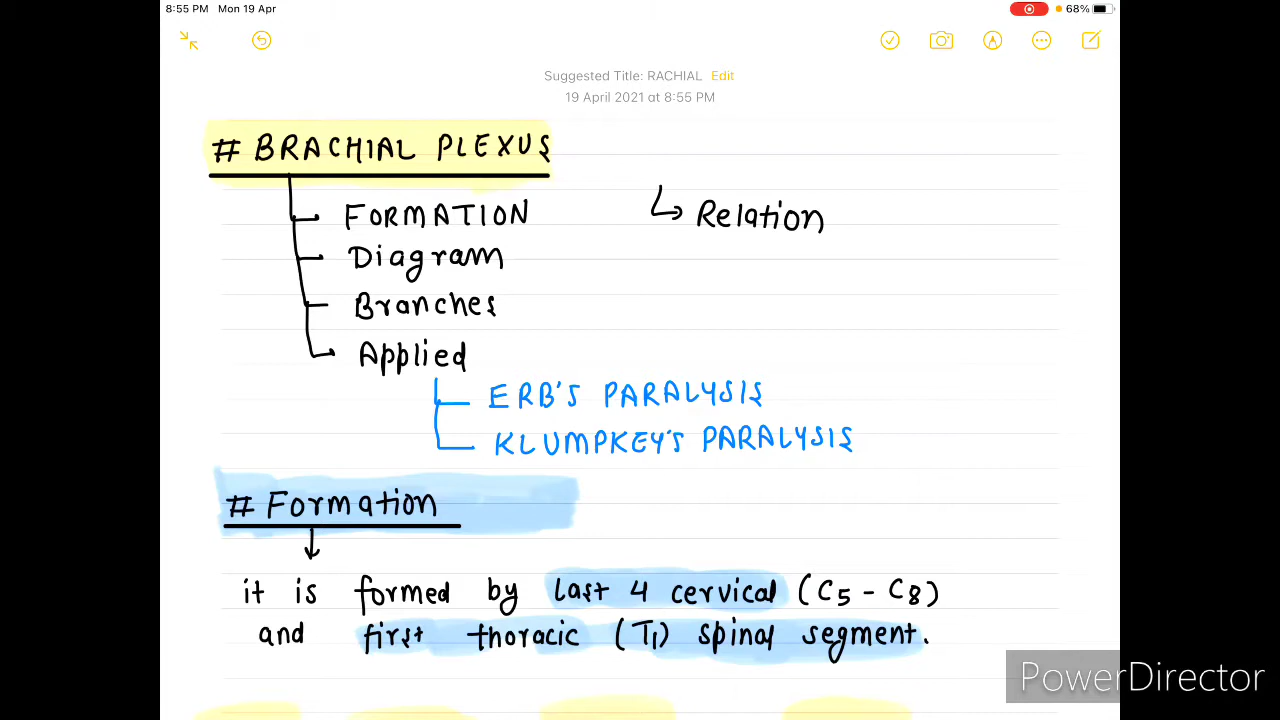 8:55 PM Mon 19 Apr 68%
Suggested Title: RACHIAL Edit
19 April 2021 at 8:55 PM
# BRACHIAL PLEXUS
FORMATION
Relation
Diagram
Branches
Applied
ERB'S PARALYSIS
KLUMPKEY'S PARALYSIS
# Formation
it is formed by last 4 cervical (C5 - C8)
and first thoracic (T1) spinal segment.
PowerDirector